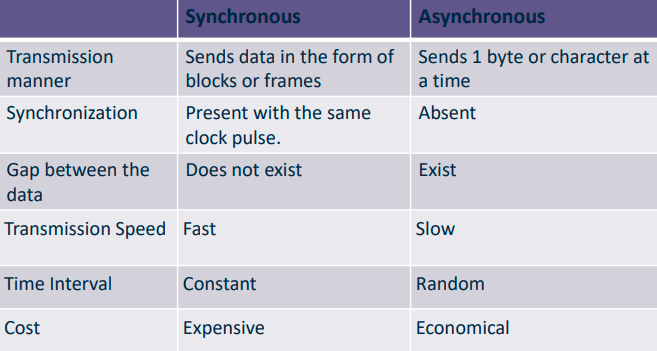 Synchronous Asynchronous
Transmission manner Sends data in the form of blocks or frames Sends 1 byte or character at a time
Synchronization Present with the same clock pulse. Absent
Gap between the data Does not exist Exist
Transmission Speed Fast Slow
Time Interval Constant Random
Cost Expensive Economical